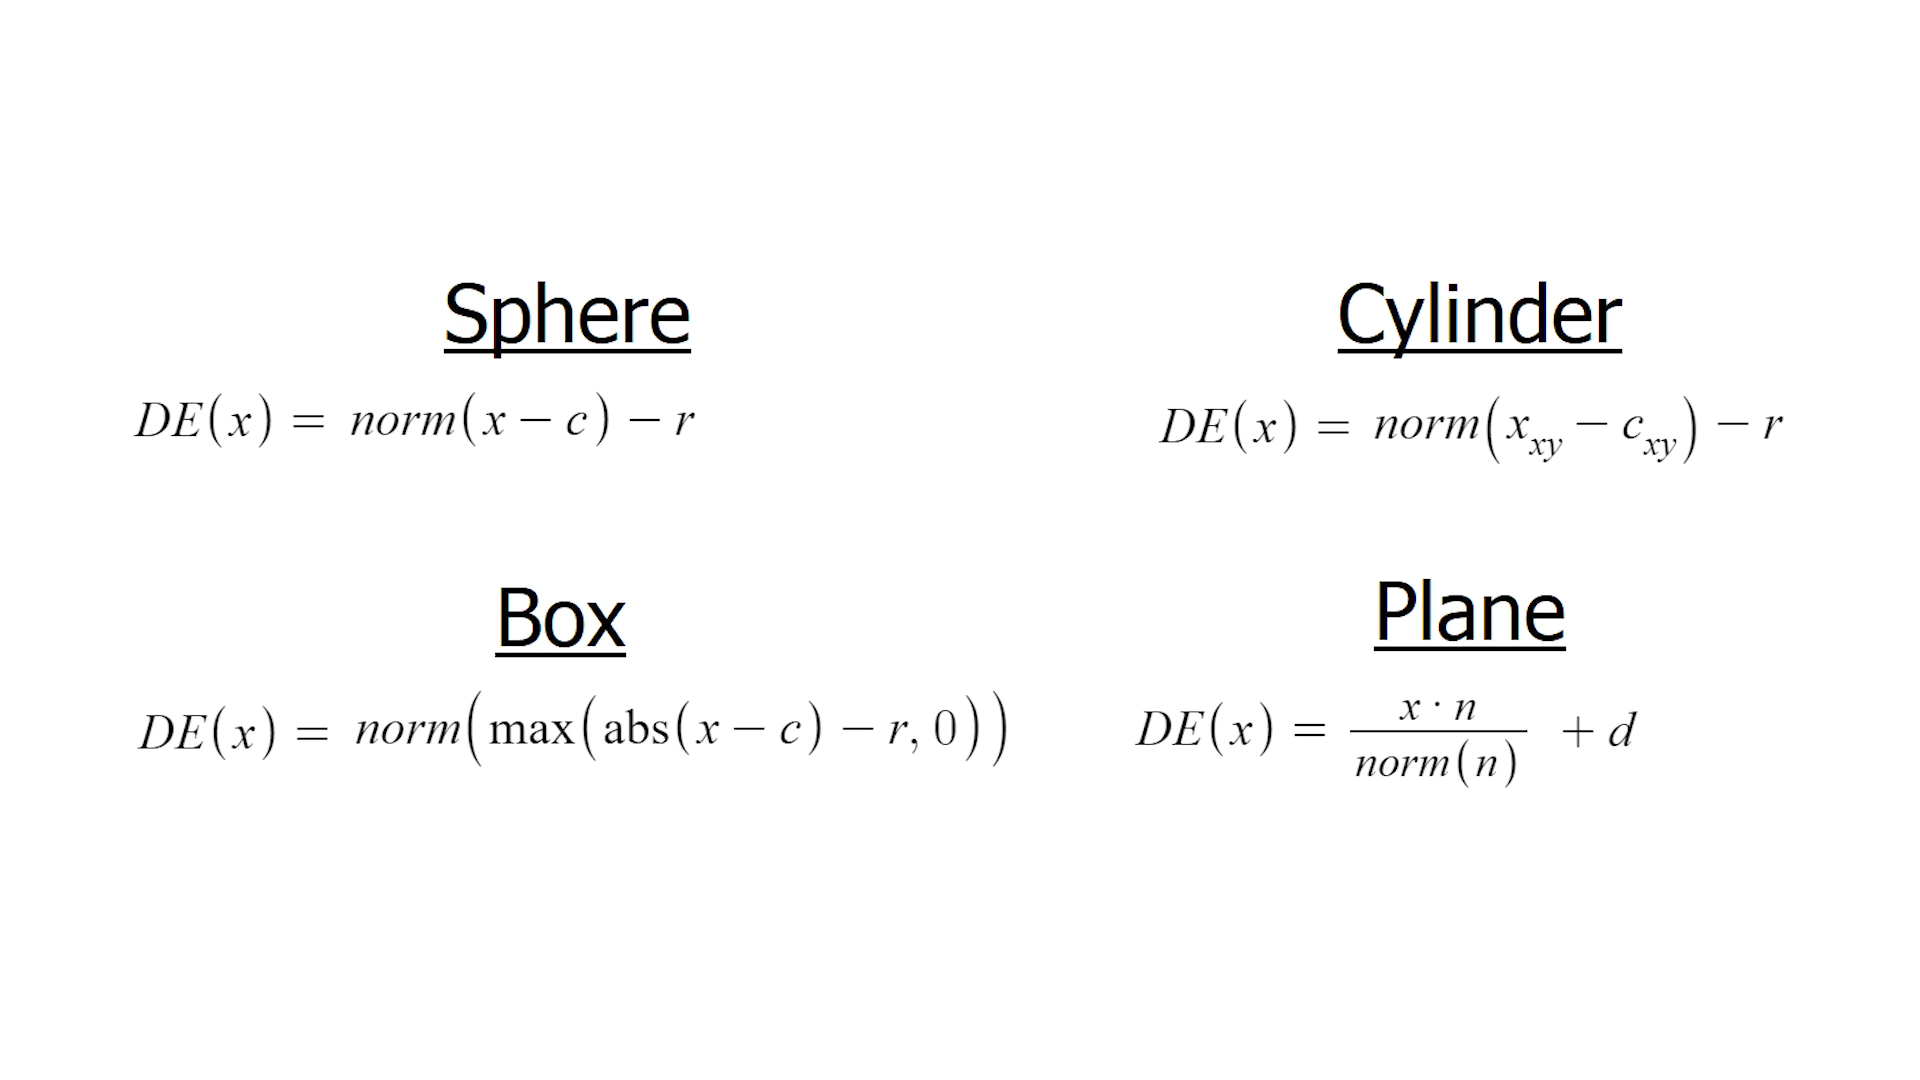 Sphere
DE(x) = norm(x − c) − r
Cylinder
DE(x) = norm(x_xy − c_xy) − r
Box
DE(x) = norm(max(abs(x − c) − r, 0))
Plane
DE(x) = x · n / norm(n) + d